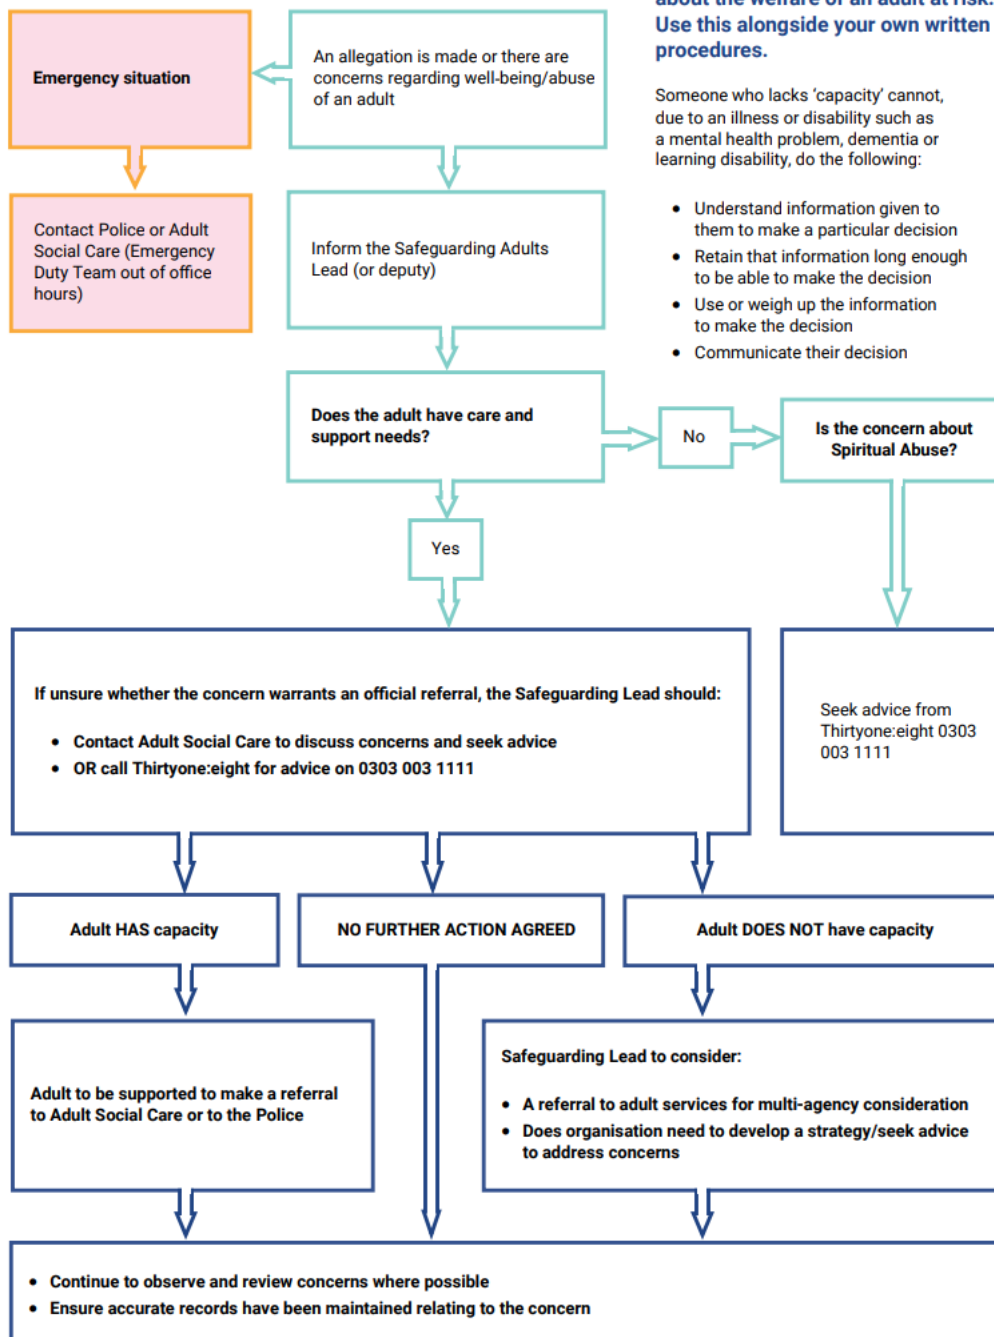 about the welfare of an adult at risk.
Use this alongside your own written
procedures.
Someone who lacks ‘capacity’ cannot,
due to an illness or disability such as
a mental health problem, dementia or
learning disability, do the following:
• Understand information given to
them to make a particular decision
• Retain that information long enough
to be able to make the decision
• Use or weigh up the information
to make the decision
• Communicate their decision
Emergency situation
An allegation is made or there are
concerns regarding well-being/abuse
of an adult
Contact Police or Adult
Social Care (Emergency
Duty Team out of office
hours)
Inform the Safeguarding Adults
Lead (or deputy)
Does the adult have care and
support needs?
No
Is the concern about
Spiritual Abuse?
Yes
If unsure whether the concern warrants an official referral, the Safeguarding Lead should:
• Contact Adult Social Care to discuss concerns and seek advice
• OR call Thirtyone:eight for advice on 0303 003 1111
Seek advice from
Thirtyone:eight 0303
003 1111
Adult HAS capacity
NO FURTHER ACTION AGREED
Adult DOES NOT have capacity
Adult to be supported to make a referral
to Adult Social Care or to the Police
Safeguarding Lead to consider:
• A referral to adult services for multi-agency consideration
• Does organisation need to develop a strategy/seek advice
to address concerns
• Continue to observe and review concerns where possible
• Ensure accurate records have been maintained relating to the concern